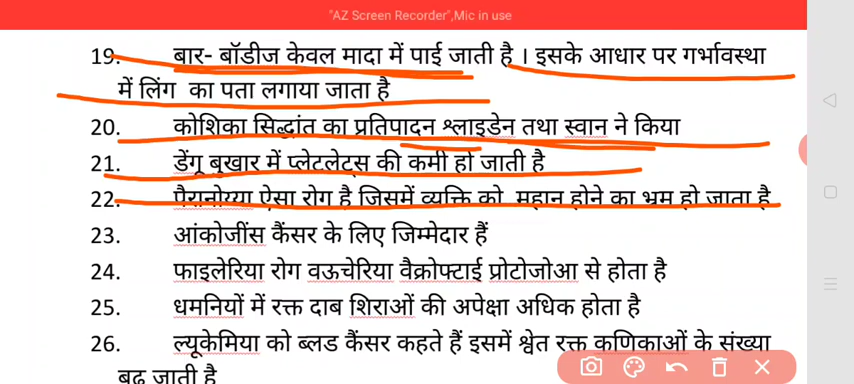 "AZ Screen Recorder",Mic in use
19. बार- बॉडीज केवल मादा में पाई जाती है । इसके आधार पर गर्भावस्था
में लिंग का पता लगाया जाता है
20. कोशिका सिद्धांत का प्रतिपादन श्लाइडेन तथा स्वान ने किया
21. डेंगू बुखार में प्लेटलेट्स की कमी हो जाती है
22. पैरानोय्या ऐसा रोग है जिसमें व्यक्ति को महान होने का भ्रम हो जाता है
23. आंकोजींस कैंसर के लिए जिम्मेदार हैं
24. फाइलेरिया रोग वऊचेरिया वैक्रोफ्टाई प्रोटोजोआ से होता है
25. धमनियों में रक्त दाब शिराओं की अपेक्षा अधिक होता है
26. ल्यूकेमिया को ब्लड कैंसर कहते हैं इसमें श्वेत रक्त कणिकाओं के संख्या
बढ़ जाती है